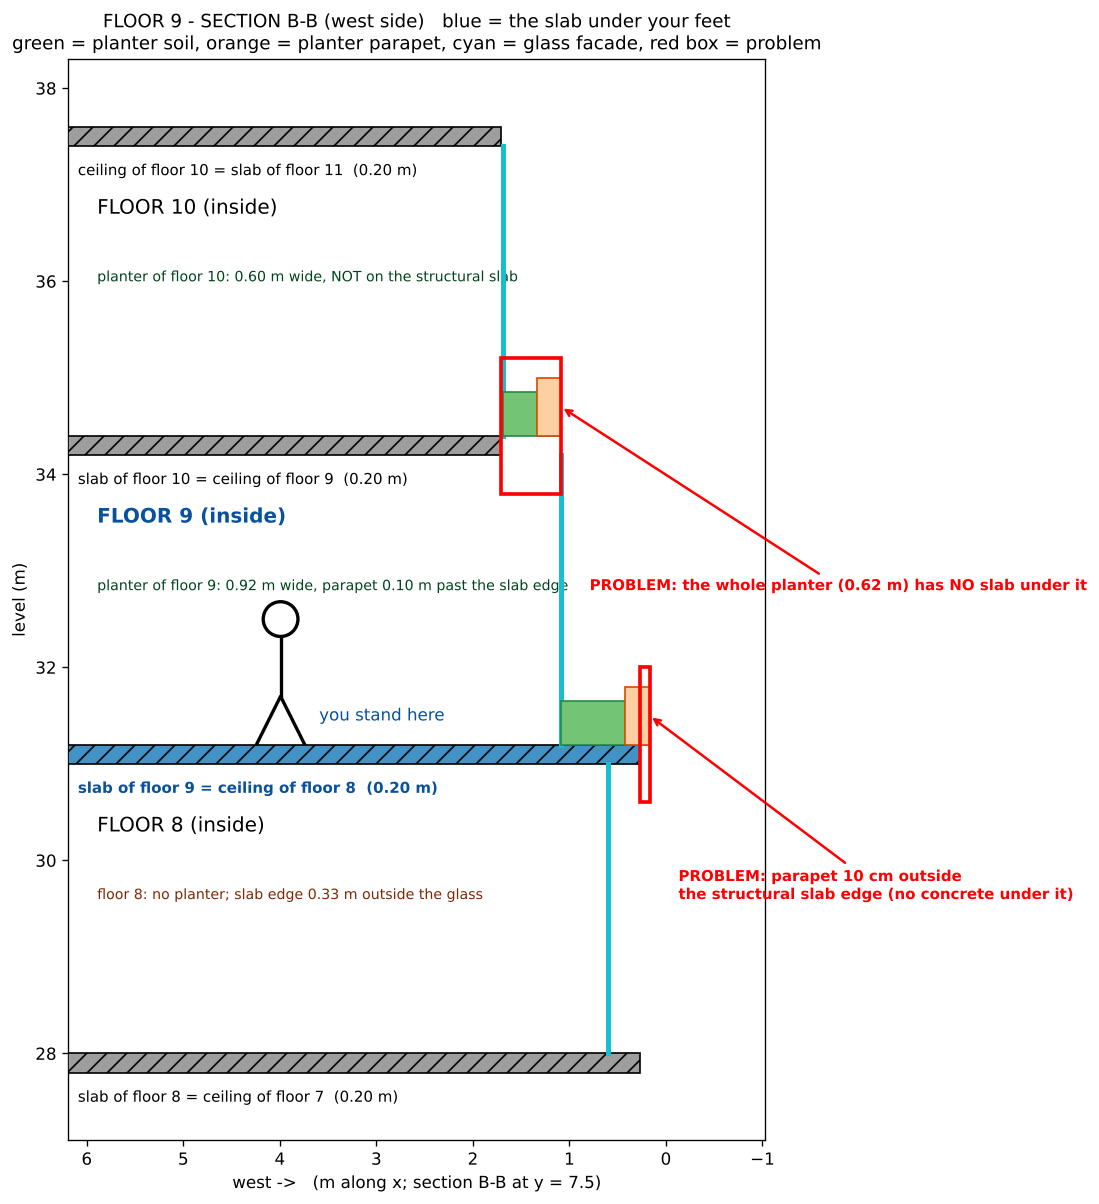 FLOOR 9 - SECTION B-B (west side)   blue = the slab under your feet
green = planter soil, orange = planter parapet, cyan = glass facade, red box = problem
38
ceiling of floor 10 = slab of floor 11  (0.20 m)
FLOOR 10 (inside)
36
planter of floor 10: 0.60 m wide, NOT on the structural slab
34
slab of floor 10 = ceiling of floor 9  (0.20 m)
FLOOR 9 (inside)
planter of floor 9: 0.92 m wide, parapet 0.10 m past the slab edge
PROBLEM: the whole planter (0.62 m) has NO slab under it
level (m)
32
you stand here
slab of floor 9 = ceiling of floor 8  (0.20 m)
FLOOR 8 (inside)
30
PROBLEM: parapet 10 cm outside
the structural slab edge (no concrete under it)
floor 8: no planter; slab edge 0.33 m outside the glass
28
slab of floor 8 = ceiling of floor 7  (0.20 m)
6 5 4 3 2 1 0 −1
west ->   (m along x; section B-B at y = 7.5)